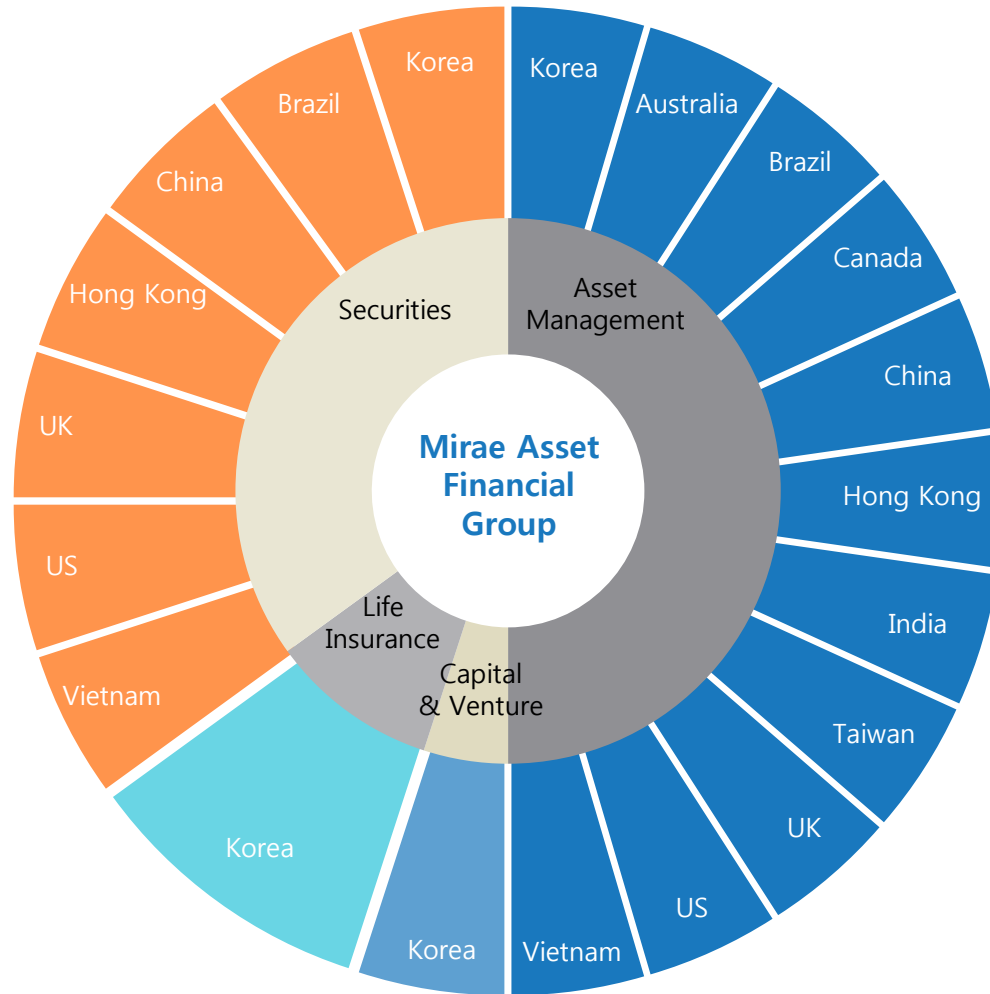 Mirae Asset
Financial
Group
Asset
Management
Korea
Australia
Brazil
Canada
China
Hong Kong
India
Taiwan
UK
US
Vietnam
Capital
& Venture
Korea
Life
Insurance
Korea
Securities
Vietnam
US
UK
Hong Kong
China
Brazil
Korea